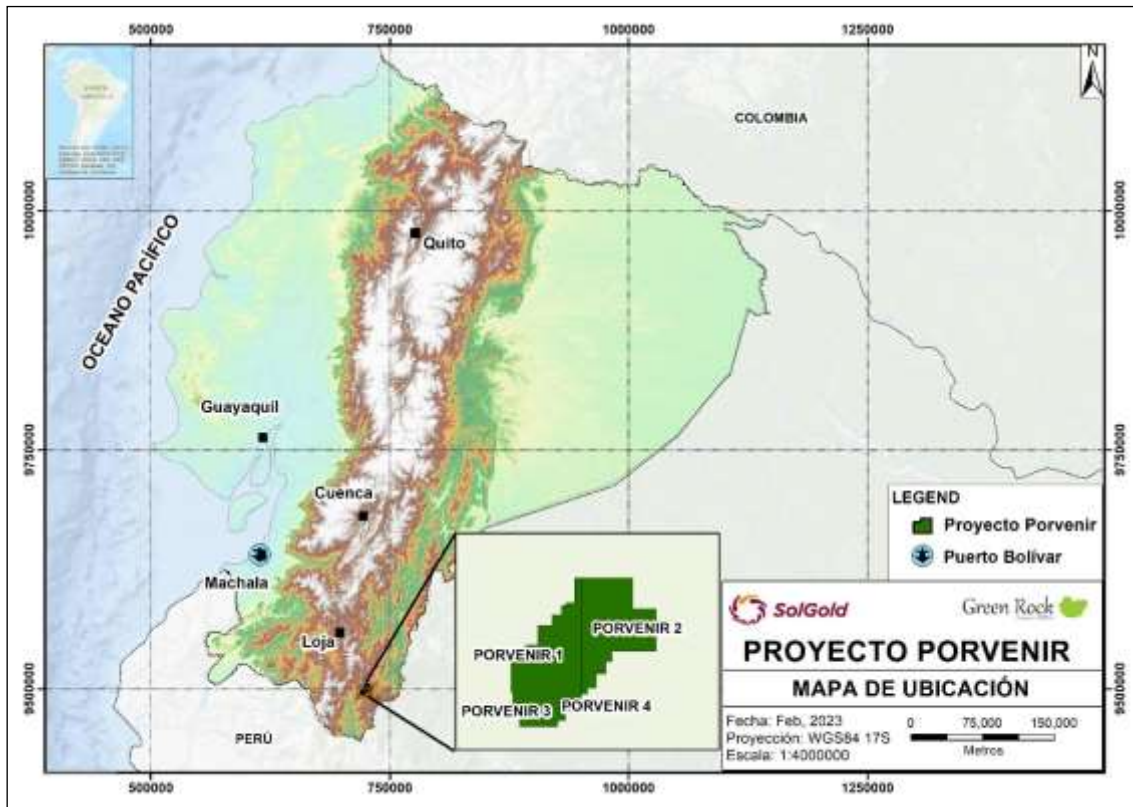 500000 750000 1000000 1250000
N
COLOMBIA
10000000 10000000
Quito
OCEANO PACÍFICO
Guayaquil
9750000 9750000
Cuenca
LEGEND
Proyecto Porvenir
Puerto Bolívar
Machala
Loja
PORVENIR 2
PORVENIR 1
PORVENIR 3
PORVENIR 4
SolGold
Green Rock
PROYECTO PORVENIR
MAPA DE UBICACIÓN
9500000 9500000
PERÚ
Fecha: Feb, 2023
Proyección: WGS84 17S
Escala: 1:4000000
0 75,000 150,000
Metros
500000 750000 1000000 1250000